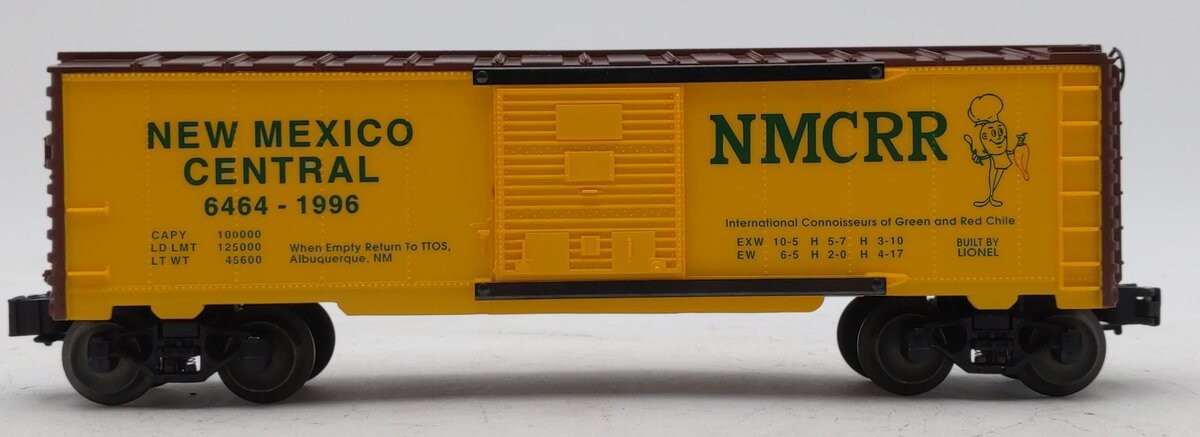 NEW MEXICO
CENTRAL
6464 - 1996
CAPY 100000
LD LMT 125000
LT WT 45600
When Empty Return To TTOS,
Albuquerque, NM
NMCRR
International Connoisseurs of Green and Red Chile
EXW 10-5 H 5-7 H 3-10
EW 6-5 H 2-0 H 4-17
BUILT BY
LIONEL